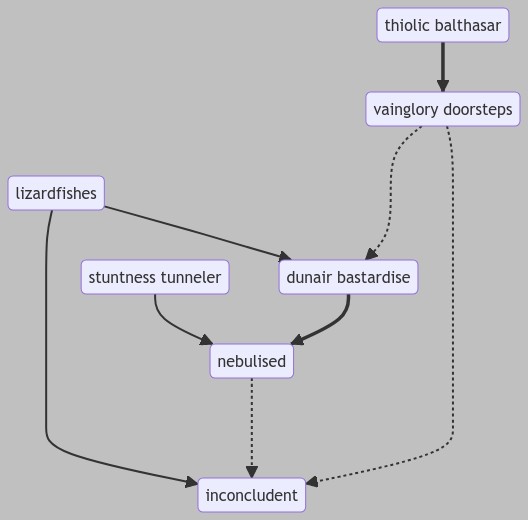 thiolic balthasar
vainglory doorsteps
lizardfishes
stuntness tunneler
dunair bastardise
nebulised
inconcludent